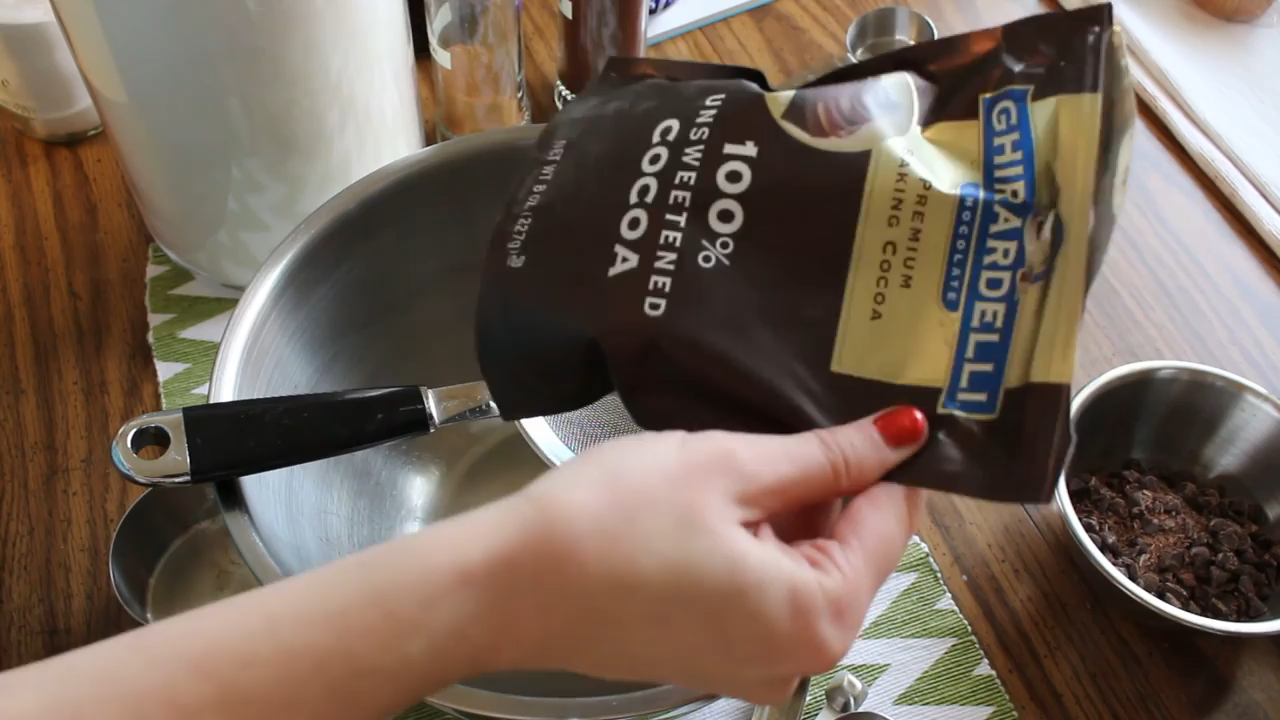 GHIRARDELLI
CHOCOLATE
PREMIUM
BAKING COCOA
100%
UNSWEETENED
COCOA
NET WT 8 OZ (227g)